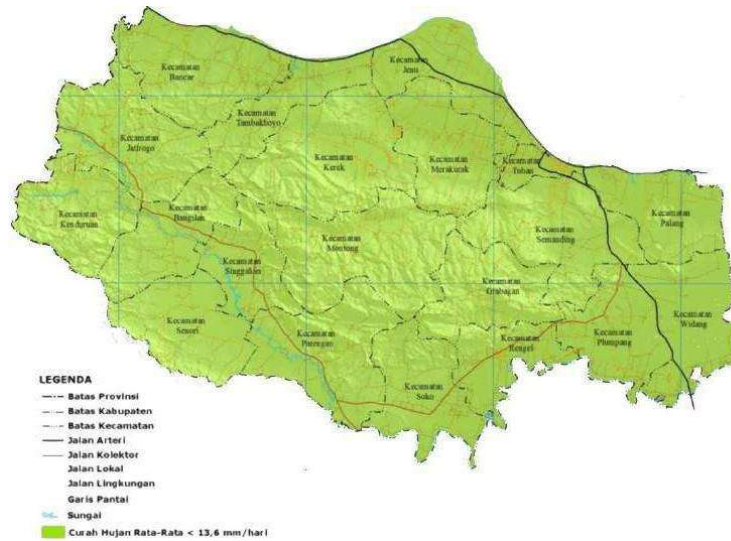 Kecamatan
Bancar
Kecamatan
Jenu
Kecamatan
Tambakboyo
Kecamatan
Jatirogo
Kecamatan
Kerek
Kecamatan
Merakurak
Kecamatan
Tuban
Kecamatan
Kenduruan
Kecamatan
Bangilan
Kecamatan
Semanding
Kecamatan
Palang
Kecamatan
Montong
Kecamatan
Singgahan
Kecamatan
Grabagan
Kecamatan
Senori
Kecamatan
Parengan
Kecamatan
Rengel
Kecamatan
Plumpang
Kecamatan
Widang
Kecamatan
Soko
LEGENDA
Batas Provinsi
Batas Kabupaten
Batas Kecamatan
Jalan Arteri
Jalan Kolektor
Jalan Lokal
Jalan Lingkungan
Garis Pantai
Sungai
Curah Hujan Rata-Rata < 13,6 mm/hari